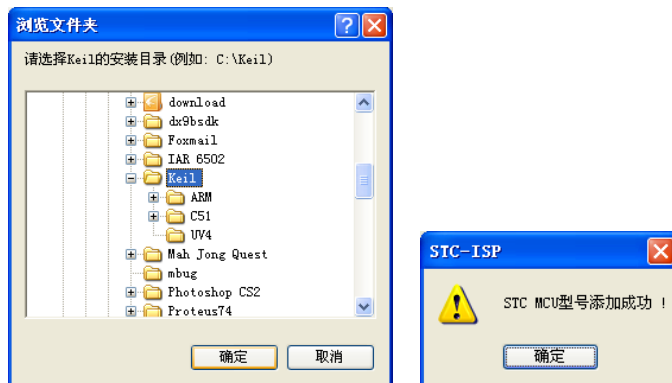 浏览文件夹
请选择Keil的安装目录(例如: C:\Keil)
download
dx9bsdk
Foxmail
IAR 6502
Keil
ARM
C51
UV4
Mah Jong Quest
mbug
Photoshop CS2
Proteus74
确定 取消
STC-ISP
STC MCU型号添加成功 !
确定